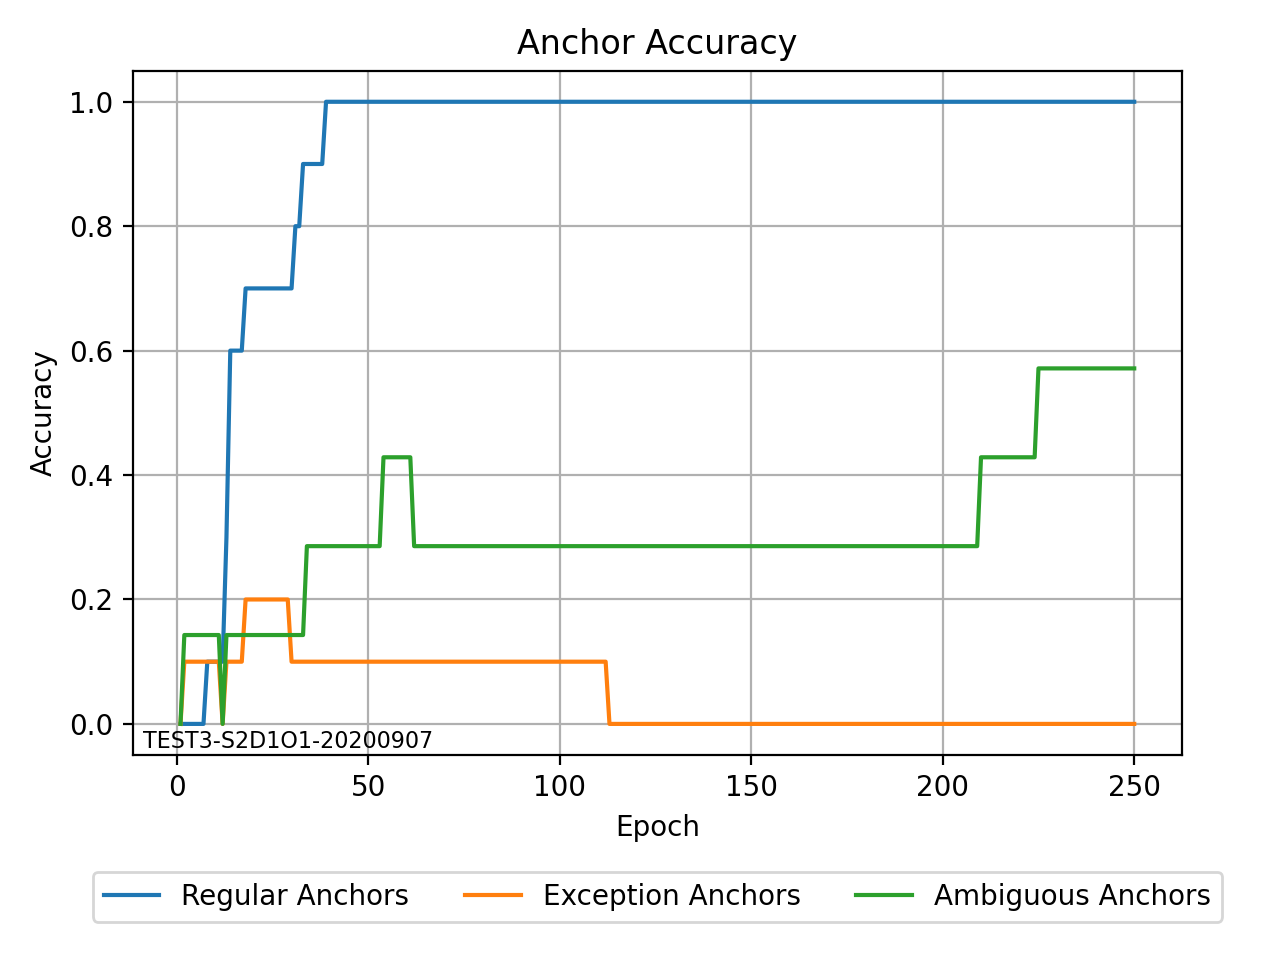 Anchor Accuracy
Accuracy
1.0
0.8
0.6
0.4
0.2
0.0
TEST3-S2D1O1-20200907
0 50 100 150 200 250
Epoch
Regular Anchors Exception Anchors Ambiguous Anchors